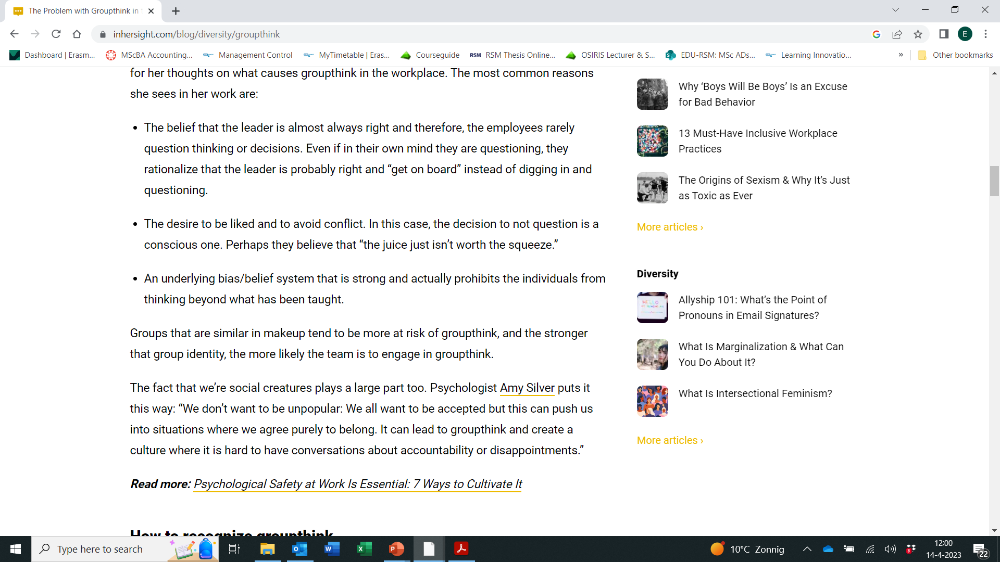 The Problem with Groupthink in
inhersight.com/blog/diversity/groupthink
E
Dashboard | Erasm...
MScBA Accounting...
Management Control
MyTimetable | Eras...
Courseguide
RSM RSM Thesis Online...
OSIRIS Lecturer & S...
EDU-RSM: MSc ADs...
Learning Innovatio...
»
Other bookmarks
for her thoughts on what causes groupthink in the workplace. The most common reasons
she sees in her work are:
• The belief that the leader is almost always right and therefore, the employees rarely
question thinking or decisions. Even if in their own mind they are questioning, they
rationalize that the leader is probably right and “get on board” instead of digging in and
questioning.
• The desire to be liked and to avoid conflict. In this case, the decision to not question is a
conscious one. Perhaps they believe that “the juice just isn’t worth the squeeze.”
• An underlying bias/belief system that is strong and actually prohibits the individuals from
thinking beyond what has been taught.
Groups that are similar in makeup tend to be more at risk of groupthink, and the stronger
that group identity, the more likely the team is to engage in groupthink.
The fact that we’re social creatures plays a large part too. Psychologist Amy Silver puts it
this way: “We don’t want to be unpopular: We all want to be accepted but this can push us
into situations where we agree purely to belong. It can lead to groupthink and create a
culture where it is hard to have conversations about accountability or disappointments.”
Read more: Psychological Safety at Work Is Essential: 7 Ways to Cultivate It
How to recognize groupthink
Why ‘Boys Will Be Boys’ Is an Excuse
for Bad Behavior
13 Must-Have Inclusive Workplace
Practices
The Origins of Sexism & Why It’s Just
as Toxic as Ever
More articles ›
Diversity
HELLO
Allyship 101: What’s the Point of
Pronouns in Email Signatures?
What Is Marginalization & What Can
You Do About It?
What Is Intersectional Feminism?
More articles ›
Type here to search
10°C Zonnig
3
12:00
14-4-2023
22